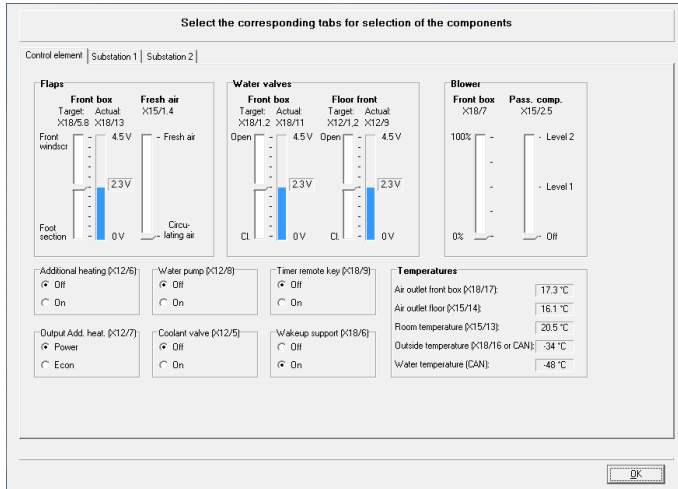 Select the corresponding tabs for selection of the components
Control element Substation 1 Substation 2
Flaps
Front box Fresh air
Target: Actual: X15/1.4
X18/5.8 X18/13
Front windscr
4.5 V
Fresh air
2.3 V
Foot section
0 V
Circu-
lating air
Water valves
Front box Floor front
Target: Actual: Target: Actual:
X18/1.2 X18/11 X12/1,2 X12/9
Open 4.5 V Open 4.5 V
2.3 V 2.3 V
Cl. 0 V Cl. 0 V
Blower
Front box Pass. comp.
X18/7 X15/2.5
100% Level 2
Level 1
0% Off
Additional heating (X12/6)
Off
On
Water pump (X12/8)
Off
On
Timer remote key (X18/9)
Off
On
Output Add. heat. (X12/7)
Power
Econ
Coolant valve (X12/5)
Off
On
Wakeup support (X18/6)
Off
On
Temperatures
Air outlet front box (X18/17): 17.3 °C
Air outlet floor (X15/14): 16.1 °C
Room temperature (X15/13): 20.5 °C
Outside temperature (X18/16 or CAN): -34 °C
Water temperature (CAN): -48 °C
OK